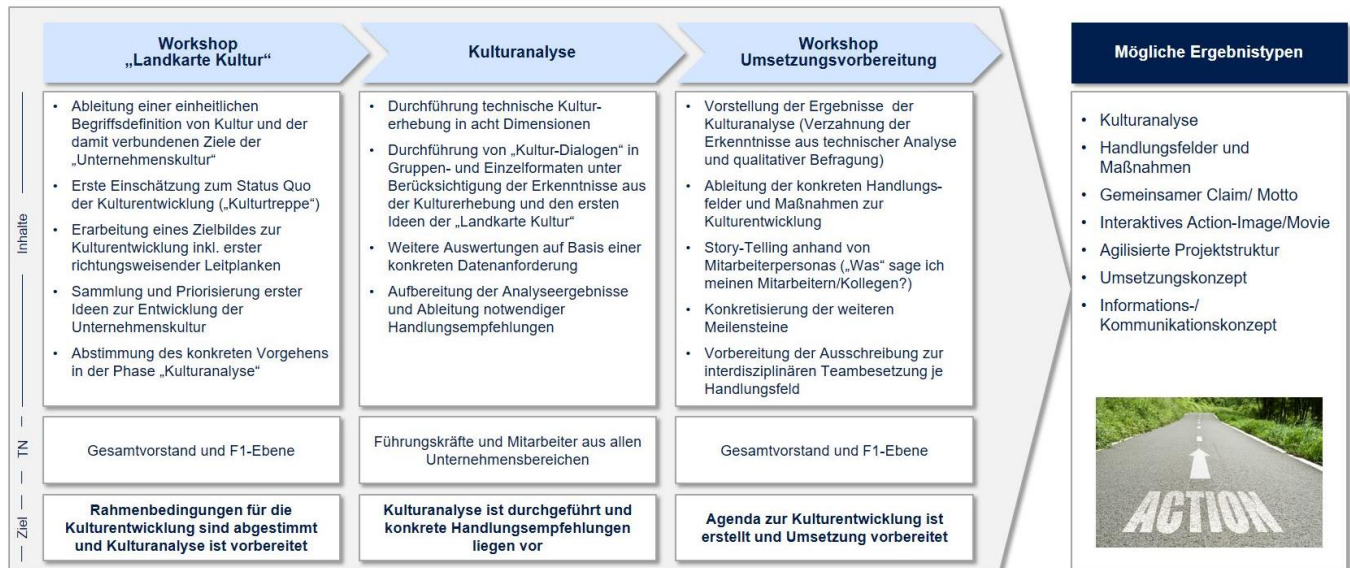 Workshop
„Landkarte Kultur“
Kulturanalyse
Workshop
Umsetzungsvorbereitung
Mögliche Ergebnistypen
Inhalte
• Ableitung einer einheitlichen
Begriffsdefinition von Kultur und der
damit verbundenen Ziele der
„Unternehmenskultur“
• Erste Einschätzung zum Status Quo
der Kulturentwicklung („Kulturtreppe“)
• Erarbeitung eines Zielbildes zur
Kulturentwicklung inkl. erster
richtungsweisender Leitplanken
• Sammlung und Priorisierung erster
Ideen zur Entwicklung der
Unternehmenskultur
• Abstimmung des konkreten Vorgehens
in der Phase „Kulturanalyse“
• Durchführung technische Kultur-
erhebung in acht Dimensionen
• Durchführung von „Kultur-Dialogen“ in
Gruppen- und Einzelformaten unter
Berücksichtigung der Erkenntnisse aus
der Kulturerhebung und den ersten
Ideen der „Landkarte Kultur“
• Weitere Auswertungen auf Basis einer
konkreten Datenanforderung
• Aufbereitung der Analyseergebnisse
und Ableitung notwendiger
Handlungsempfehlungen
• Vorstellung der Ergebnisse der
Kulturanalyse (Verzahnung der
Erkenntnisse aus technischer Analyse
und qualitativer Befragung)
• Ableitung der konkreten Handlungs-
felder und Maßnahmen zur
Kulturentwicklung
• Story-Telling anhand von
Mitarbeiterpersonas („Was“ sage ich
meinen Mitarbeitern/Kollegen?)
• Konkretisierung der weiteren
Meilensteine
• Vorbereitung der Ausschreibung zur
interdisziplinären Teambesetzung je
Handlungsfeld
• Kulturanalyse
• Handlungsfelder und
Maßnahmen
• Gemeinsamer Claim/ Motto
• Interaktives Action-Image/Movie
• Agilisierte Projektstruktur
• Umsetzungskonzept
• Informations-/
Kommunikationskonzept
ACTION
TN
Gesamtvorstand und F1-Ebene
Führungskräfte und Mitarbeiter aus allen
Unternehmensbereichen
Gesamtvorstand und F1-Ebene
Ziel
Rahmenbedingungen für die
Kulturentwicklung sind abgestimmt
und Kulturanalyse ist vorbereitet
Kulturanalyse ist durchgeführt und
konkrete Handlungsempfehlungen
liegen vor
Agenda zur Kulturentwicklung ist
erstellt und Umsetzung vorbereitet